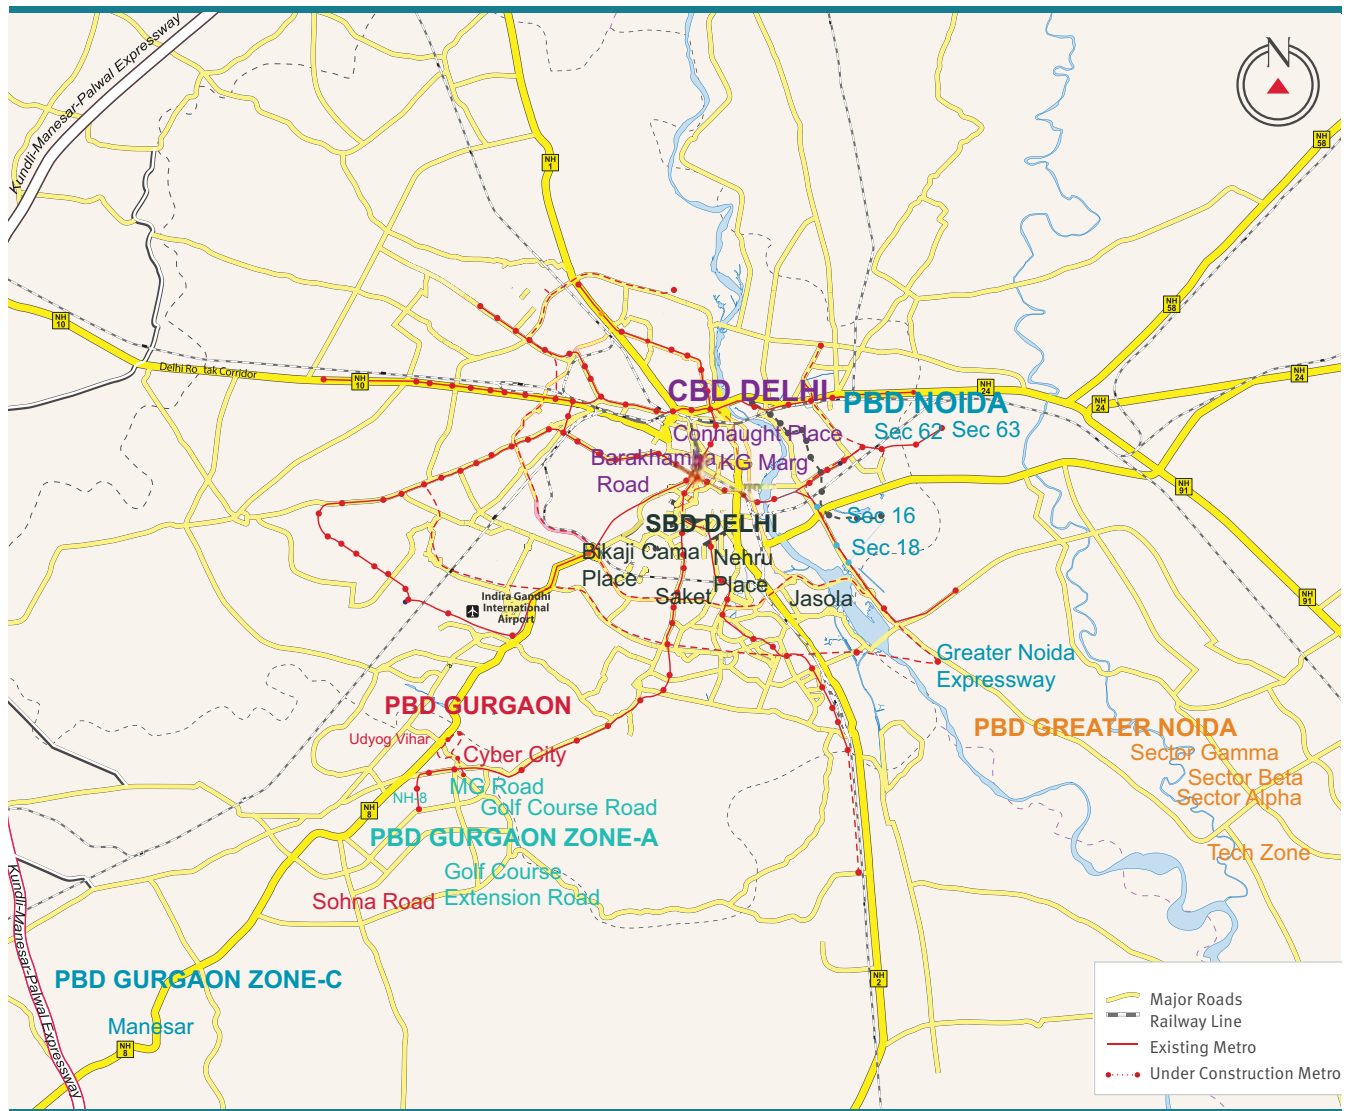 N
Kundli-Manesar-Palwal Expressway
NH
1
NH
58
NH
58
NH
10
Delhi Ro tak Corridor
NH
10
NH
24
NH
24
NH
24
CBD DELHI
PBD NOIDA
Connaught Place
Sec 62
Sec 63
Barakhamba
Road
KG Marg
NH
91
SBD DELHI
Sec 16
Sec 18
Bikaji Cama
Place
Nehru
Place
Saket
Jasola
Indira Gandhi
International
Airport
NH
91
Greater Noida
Expressway
PBD GURGAON
Udyog Vihar
Cyber City
PBD GREATER NOIDA
Sector Gamma
Sector Beta
Sector Alpha
Tech Zone
NH-8
MG Road
Golf Course Road
NH
8
PBD GURGAON ZONE-A
Golf Course
Extension Road
Sohna Road
Kundli-Manesar-Palwal Expressway
PBD GURGAON ZONE-C
Manesar
NH
8
NH
2
Major Roads
Railway Line
Existing Metro
Under Construction Metro